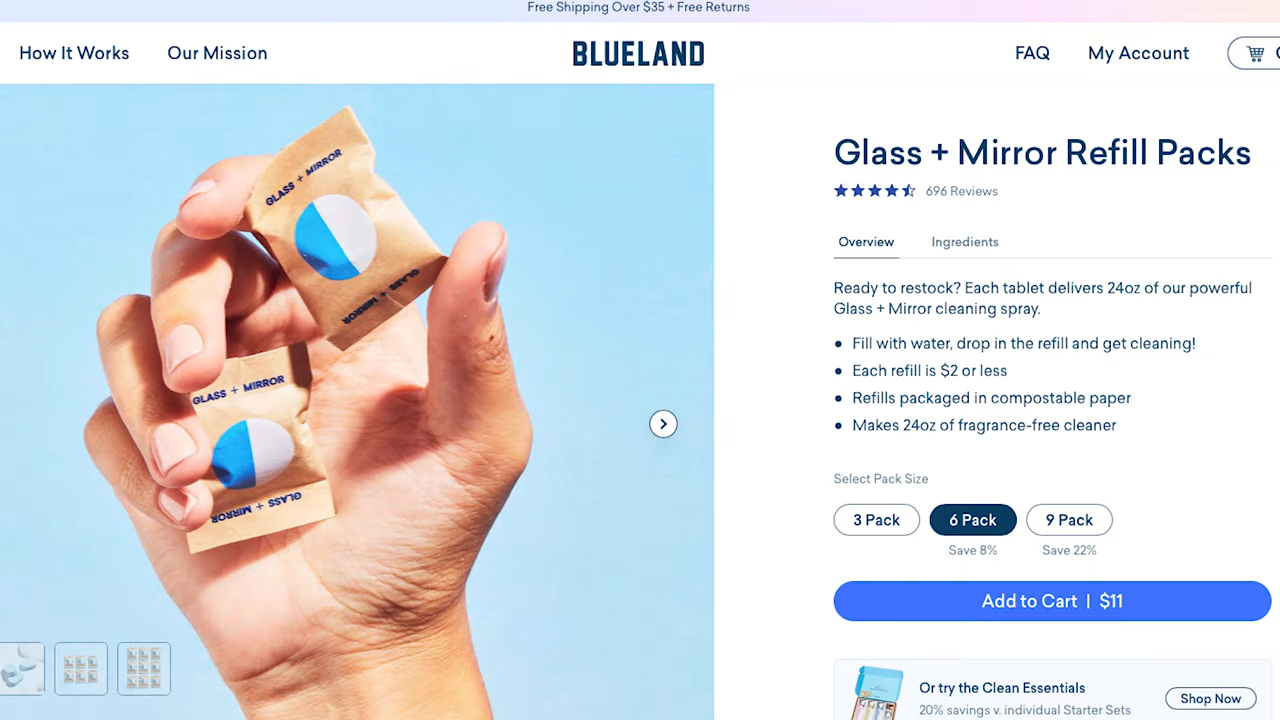 Free Shipping Over $35 + Free Returns
How It Works
Our Mission
BLUELAND
FAQ
My Account
GLASS + MIRROR
GLASS + MIRROR
GLASS + MIRROR
GLASS + MIRROR
Glass + Mirror Refill Packs
696 Reviews
Overview
Ingredients
Ready to restock? Each tablet delivers 24oz of our powerful
Glass + Mirror cleaning spray.
Fill with water, drop in the refill and get cleaning!
Each refill is $2 or less
Refills packaged in compostable paper
Makes 24oz of fragrance-free cleaner
Select Pack Size
3 Pack
6 Pack
9 Pack
Save 8%
Save 22%
Add to Cart | $11
Or try the Clean Essentials
20% savings v. individual Starter Sets
Shop Now